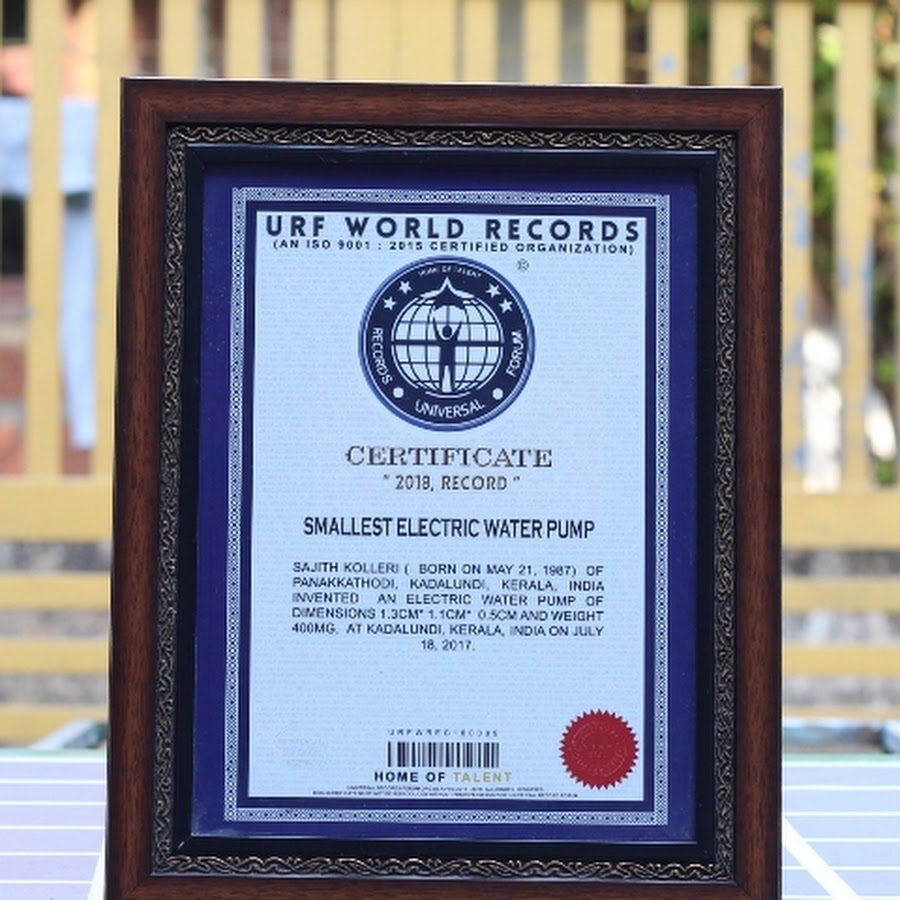 URF WORLD RECORDS
(AN ISO 9001 : 2015 CERTIFIED ORGANIZATION)
©
HOME OF TALENT
RECORDS
FORUM
UNIVERSAL
CERTIFICATE
" 2018, RECORD "
SMALLEST ELECTRIC WATER PUMP
SAJITH KOLLERI ( BORN ON MAY 21, 1987) OF
PANAKKATHODI, KADALUNDI, KERALA, INDIA
INVENTED AN ELECTRIC WATER PUMP OF
DIMENSIONS 1.3CM* 1.1CM* 0.5CM AND WEIGHT
400MG, AT KADALUNDI, KERALA, INDIA ON JULY
18, 2017.
HOME OF TALENT